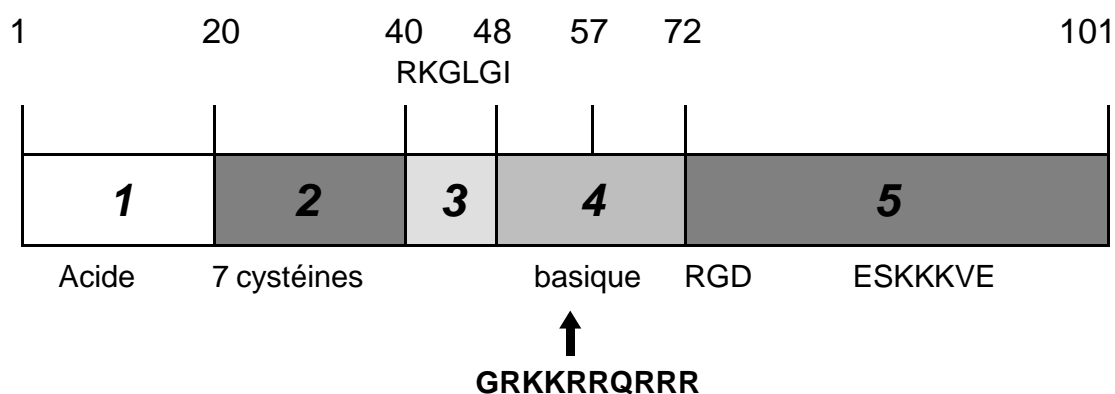 1 20 40 48 57 72 101
RKGLGI
1 2 3 4 5
Acide 7 cystéines basique RGD ESKKKVE
GRKKRRQRRR